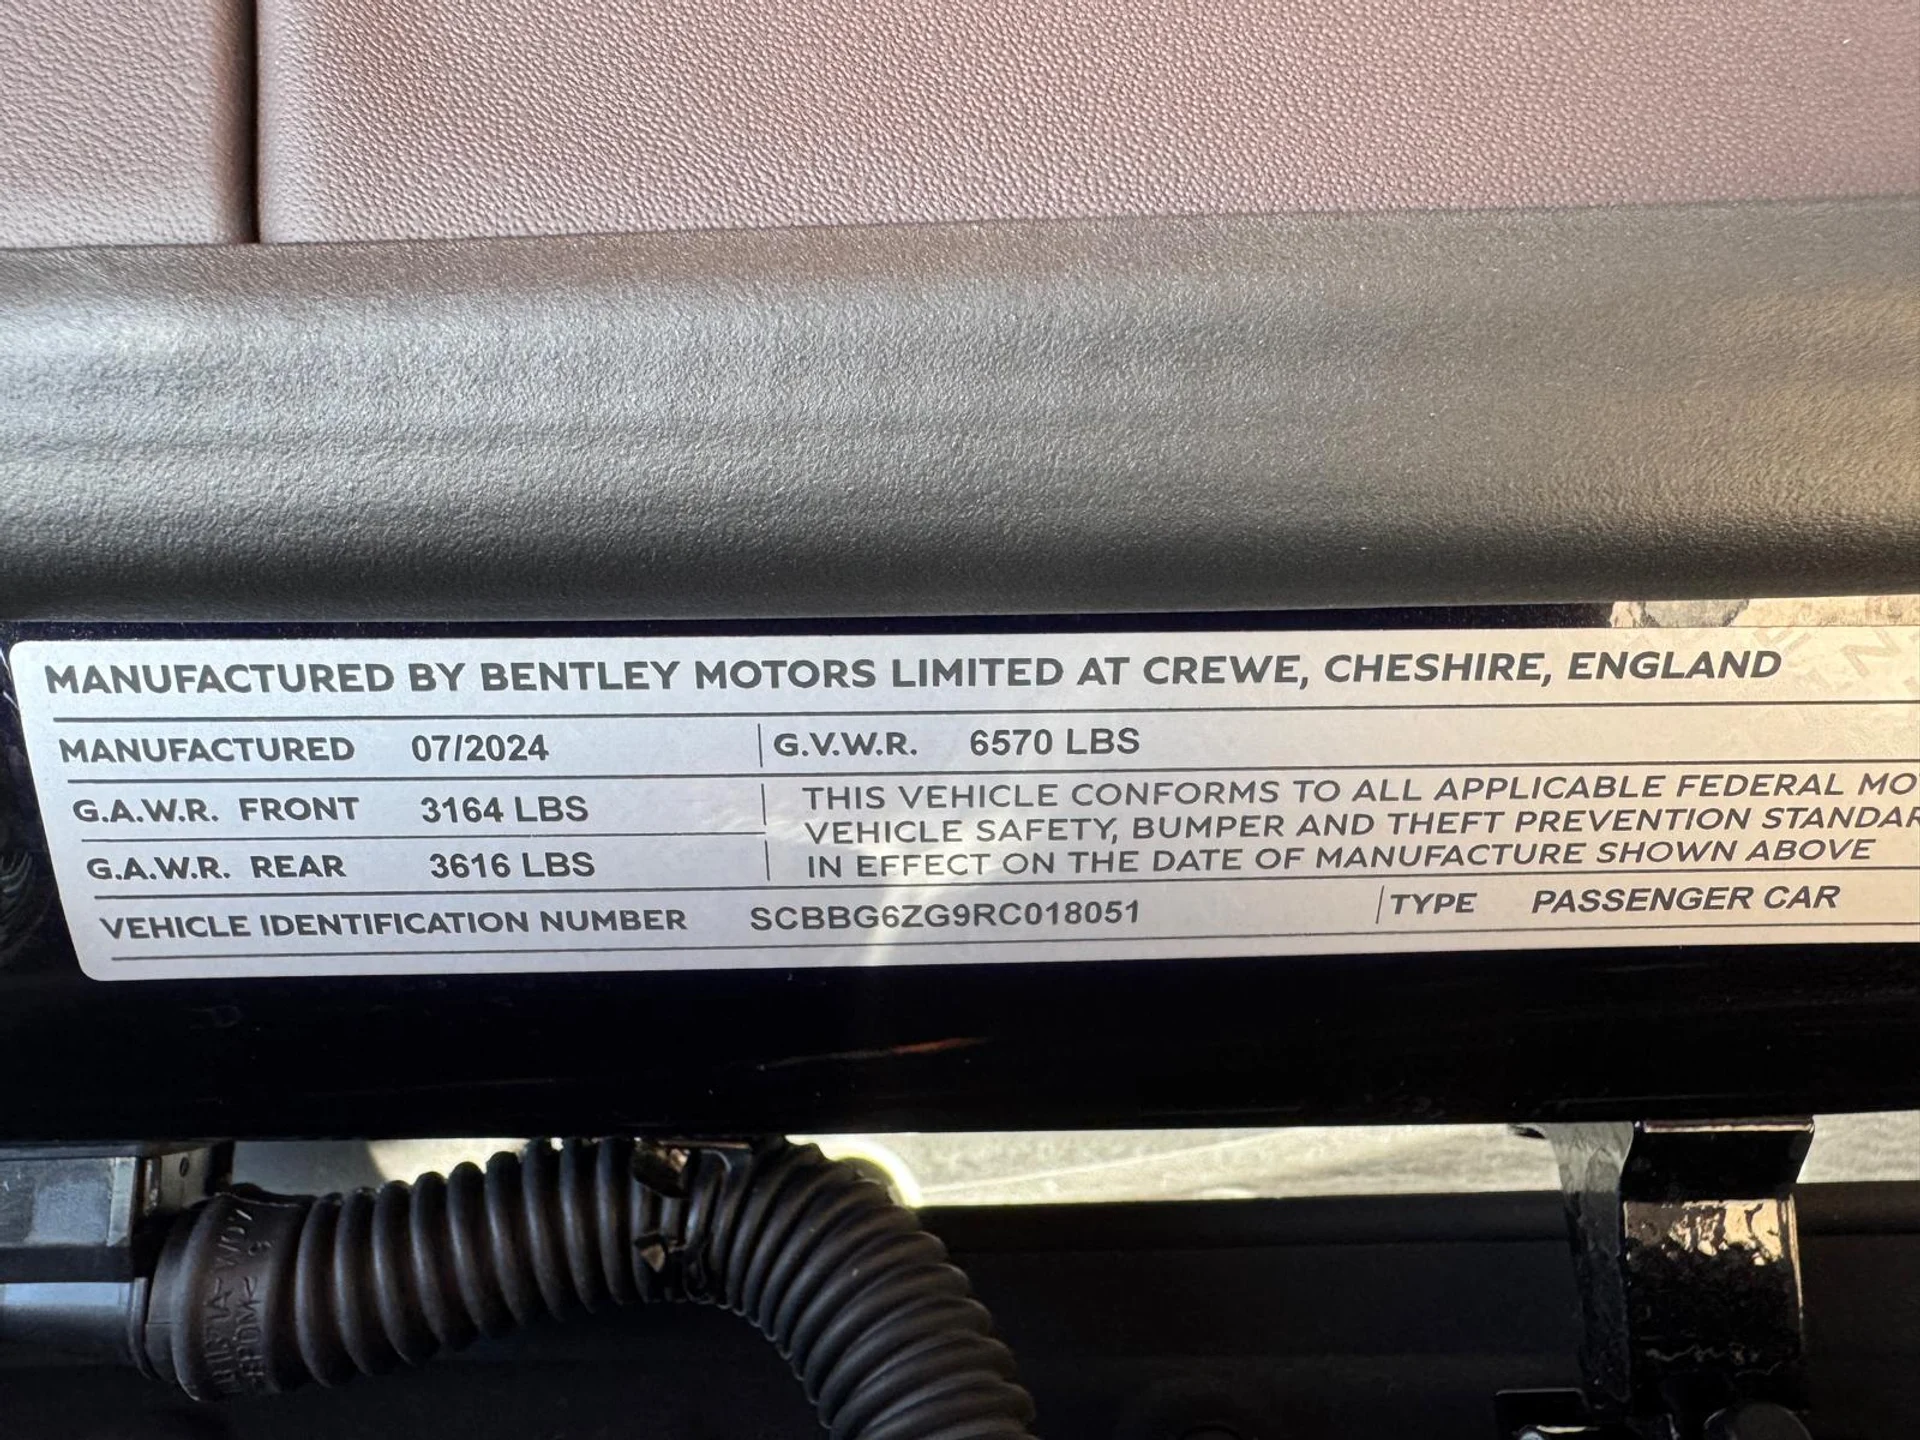 MANUFACTURED BY BENTLEY MOTORS LIMITED AT CREWE, CHESHIRE, ENGLAND
MANUFACTURED 07/2024 G.V.W.R. 6570 LBS
G.A.W.R. FRONT 3164 LBS
G.A.W.R. REAR 3616 LBS
THIS VEHICLE CONFORMS TO ALL APPLICABLE FEDERAL MO
VEHICLE SAFETY, BUMPER AND THEFT PREVENTION STANDAR
IN EFFECT ON THE DATE OF MANUFACTURE SHOWN ABOVE
VEHICLE IDENTIFICATION NUMBER SCBBG6ZG9RC018051 TYPE PASSENGER CAR